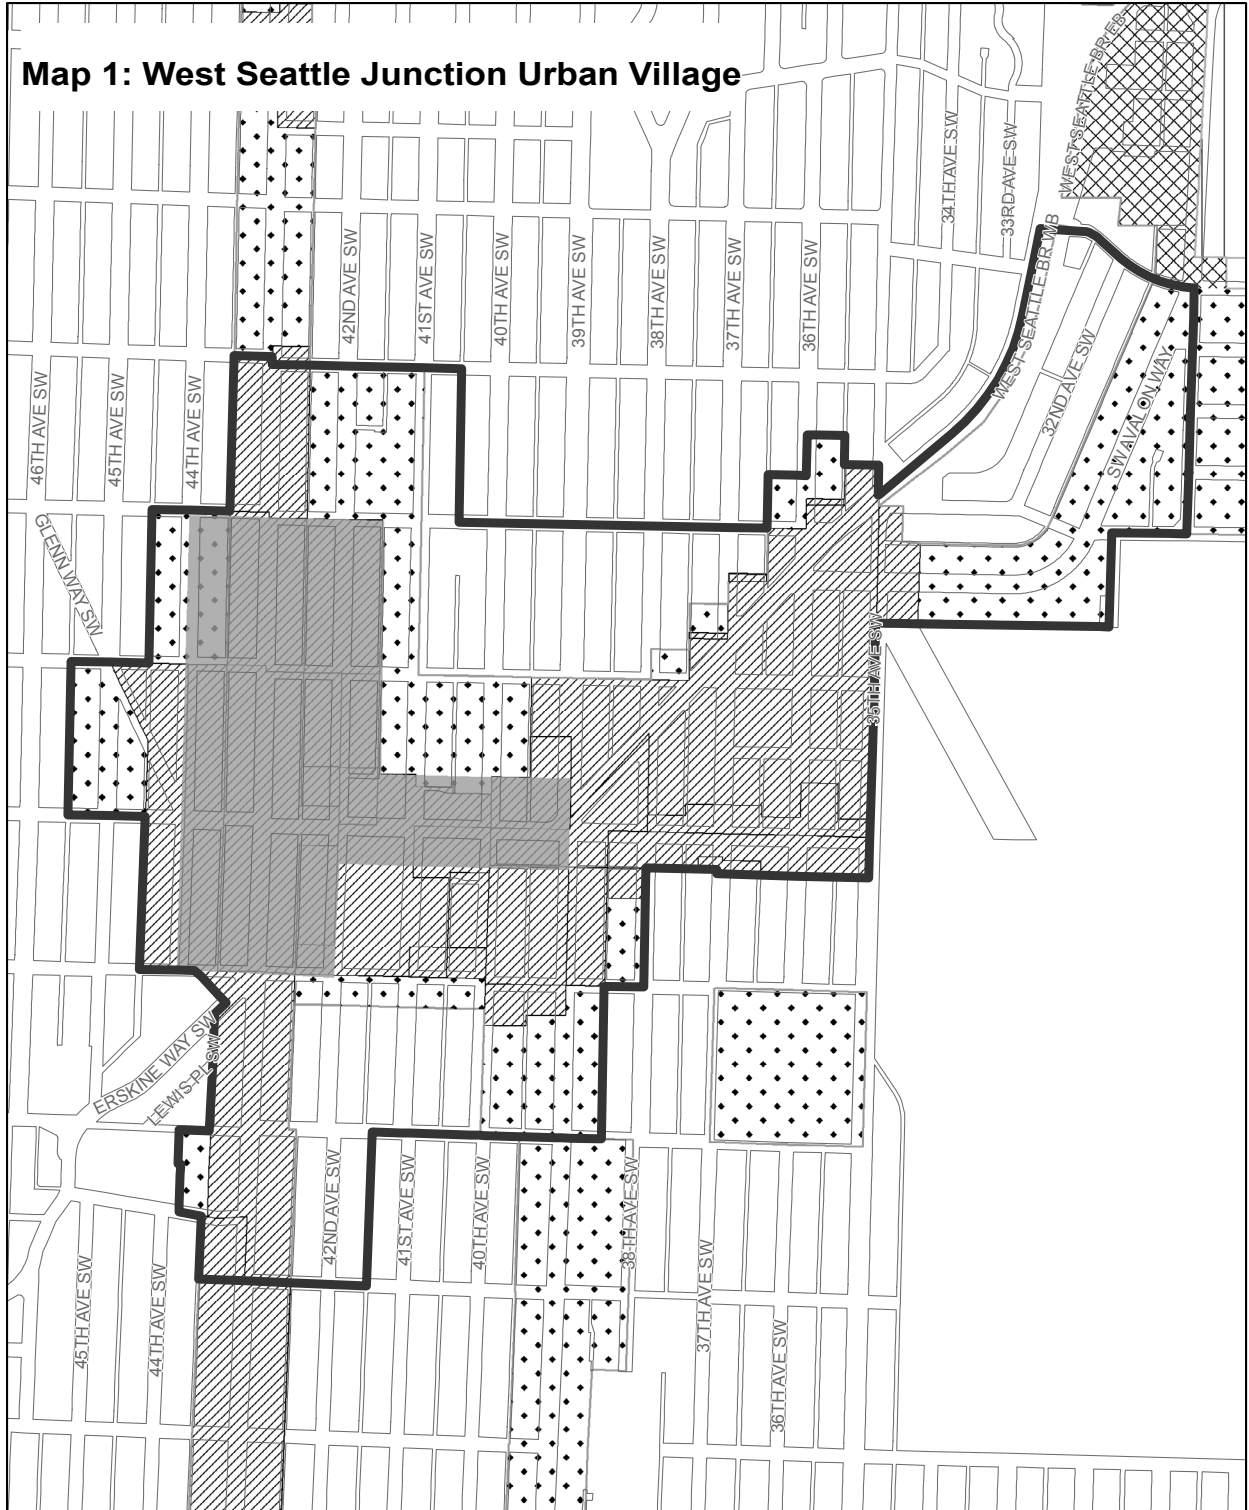 Map 1: West Seattle Junction Urban Village
WEST SEATTLE BR EB
34TH AVE SW
33RD AVE SW
WEST SEATTLE BR WB
42ND AVE SW
41ST AVE SW
40TH AVE SW
39TH AVE SW
38TH AVE SW
37TH AVE SW
36TH AVE SW
32ND AVE SW
SW AVALON WAY
46TH AVE SW
45TH AVE SW
44TH AVE SW
GLENN WAY SW
35TH AVE SW
ERSKINE WAY SW
LEWIS PL SW
42ND AVE SW
41ST AVE SW
40TH AVE SW
38TH AVE SW
45TH AVE SW
44TH AVE SW
37TH AVE SW
36TH AVE SW